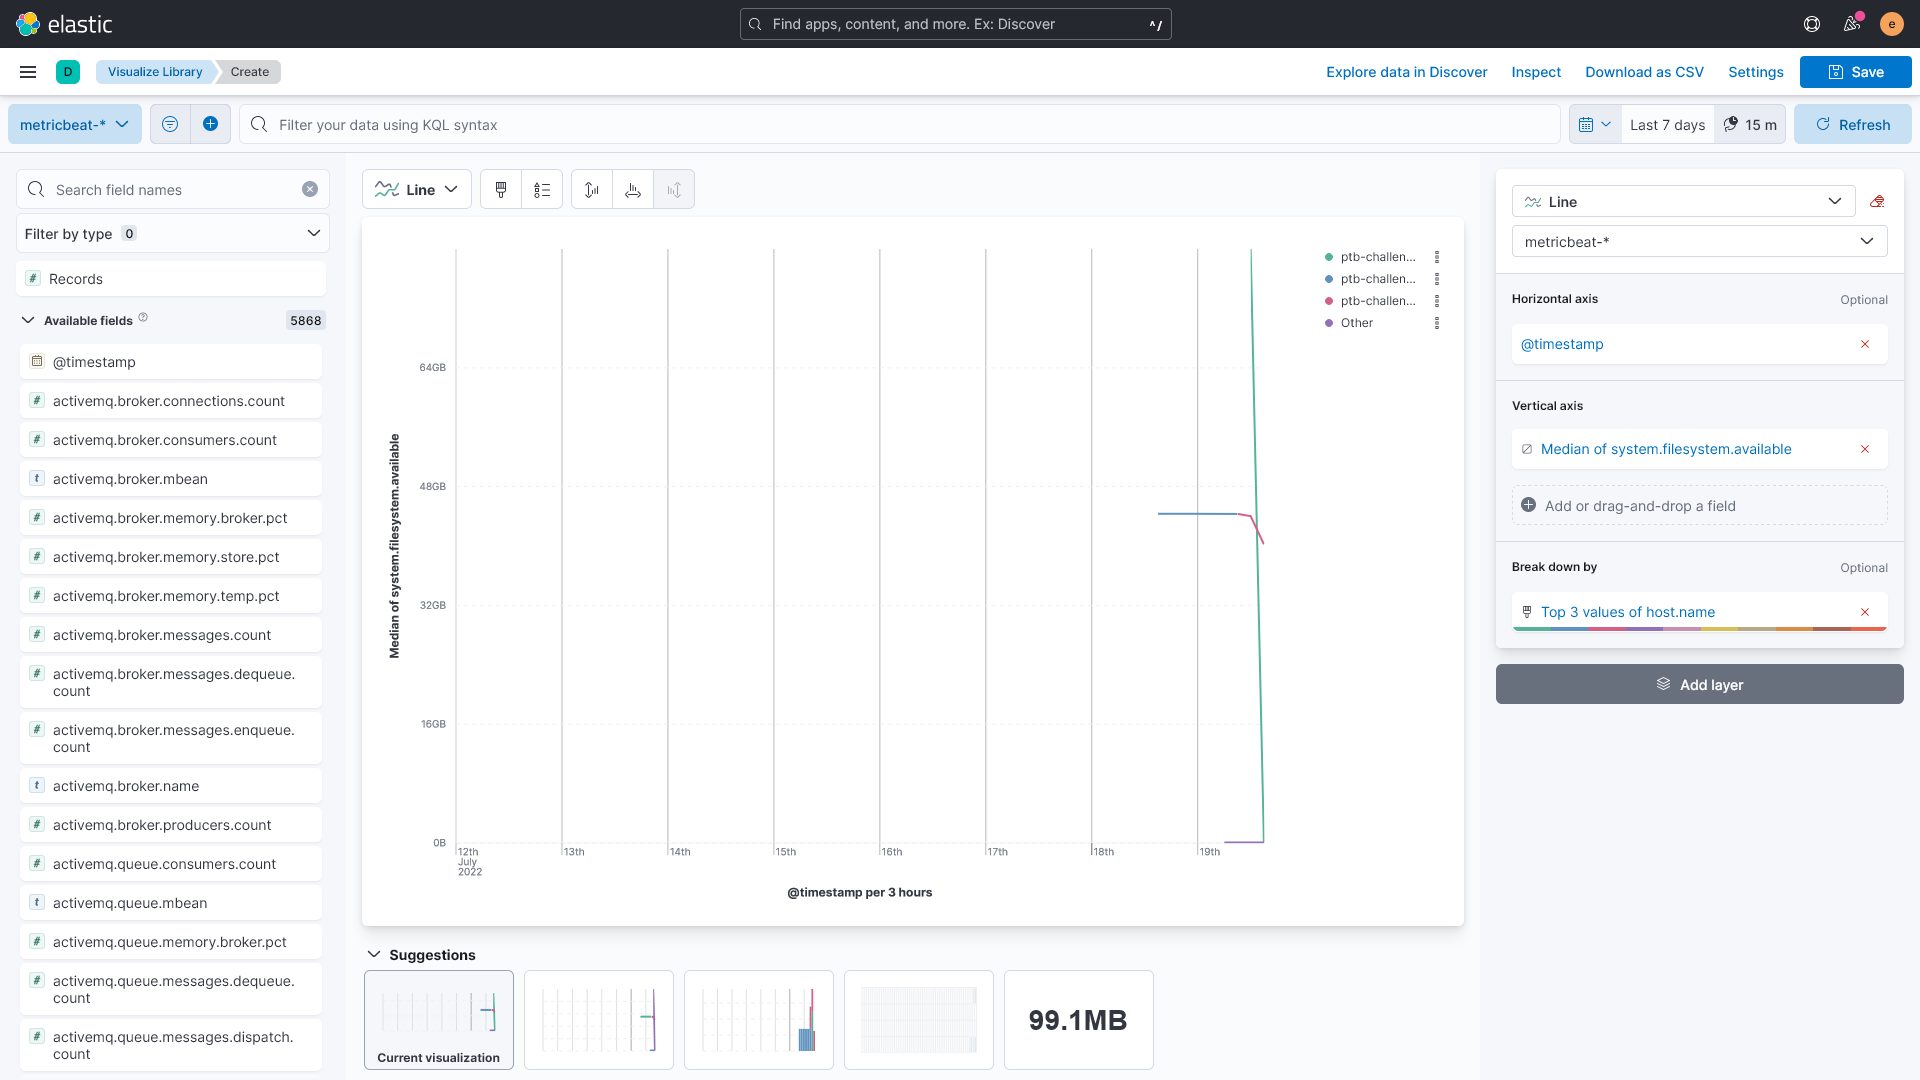 elastic
Find apps, content, and more. Ex: Discover
^/
e
D
Visualize Library
Create
Explore data in Discover
Inspect
Download as CSV
Settings
Save
metricbeat-*
Filter your data using KQL syntax
Last 7 days
15 m
Refresh
Search field names
Filter by type 0
Records
Available fields
5868
@timestamp
activemq.broker.connections.count
activemq.broker.consumers.count
activemq.broker.mbean
activemq.broker.memory.broker.pct
activemq.broker.memory.store.pct
activemq.broker.memory.temp.pct
activemq.broker.messages.count
activemq.broker.messages.dequeue.
count
activemq.broker.messages.enqueue.
count
activemq.broker.name
activemq.broker.producers.count
activemq.queue.consumers.count
activemq.queue.mbean
activemq.queue.memory.broker.pct
activemq.queue.messages.dequeue.
count
activemq.queue.messages.dispatch.
count
Line
Median of system.filesystem.available
64GB
48GB
32GB
16GB
0B
12th
July
2022
13th
14th
15th
16th
17th
18th
19th
@timestamp per 3 hours
ptb-challen...
ptb-challen...
ptb-challen...
Other
Suggestions
Current visualization
99.1MB
Line
metricbeat-*
Horizontal axis
Optional
@timestamp
Vertical axis
Median of system.filesystem.available
Add or drag-and-drop a field
Break down by
Optional
Top 3 values of host.name
Add layer